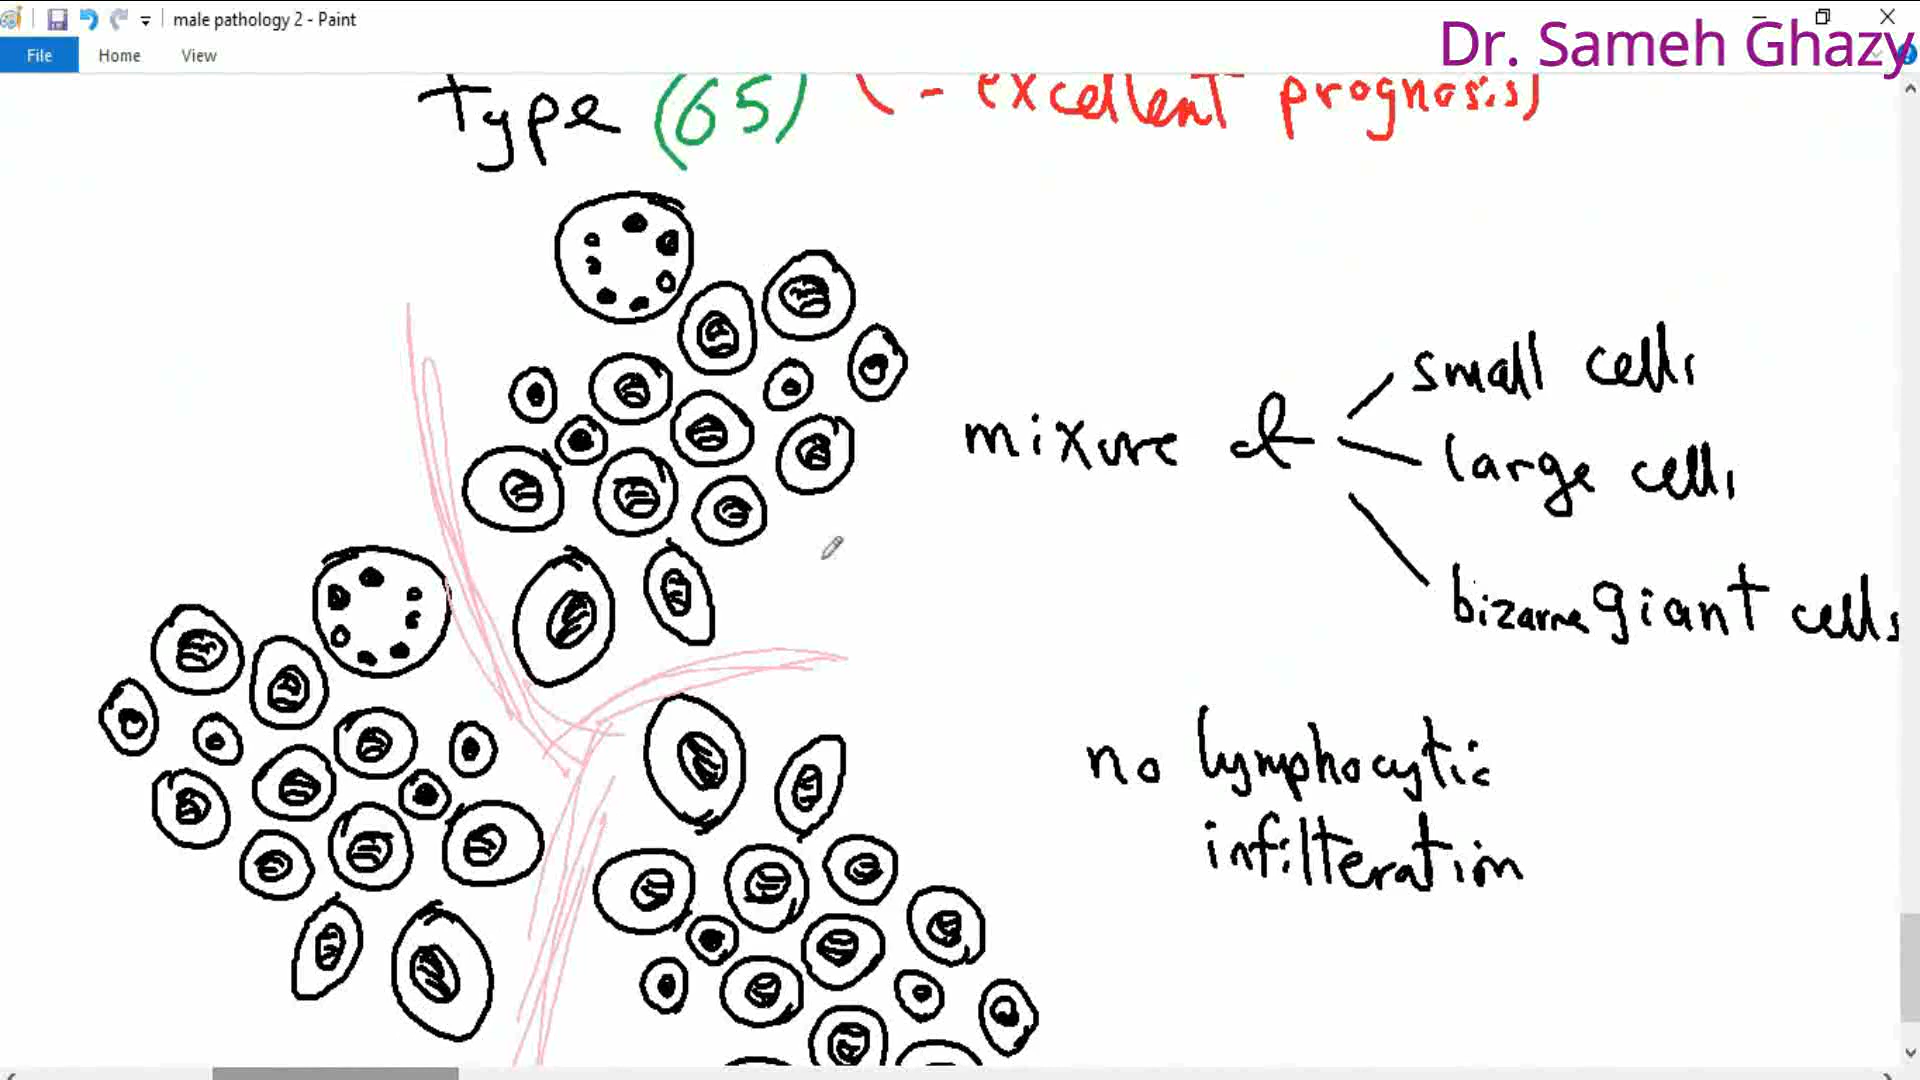 male pathology 2 - Paint
Dr. Sameh Ghazy
File Home View
type (65) (- excellent prognosis)
small cells
mixure of
large cells
bizarre giant cells
no lymphocytic
infilteration